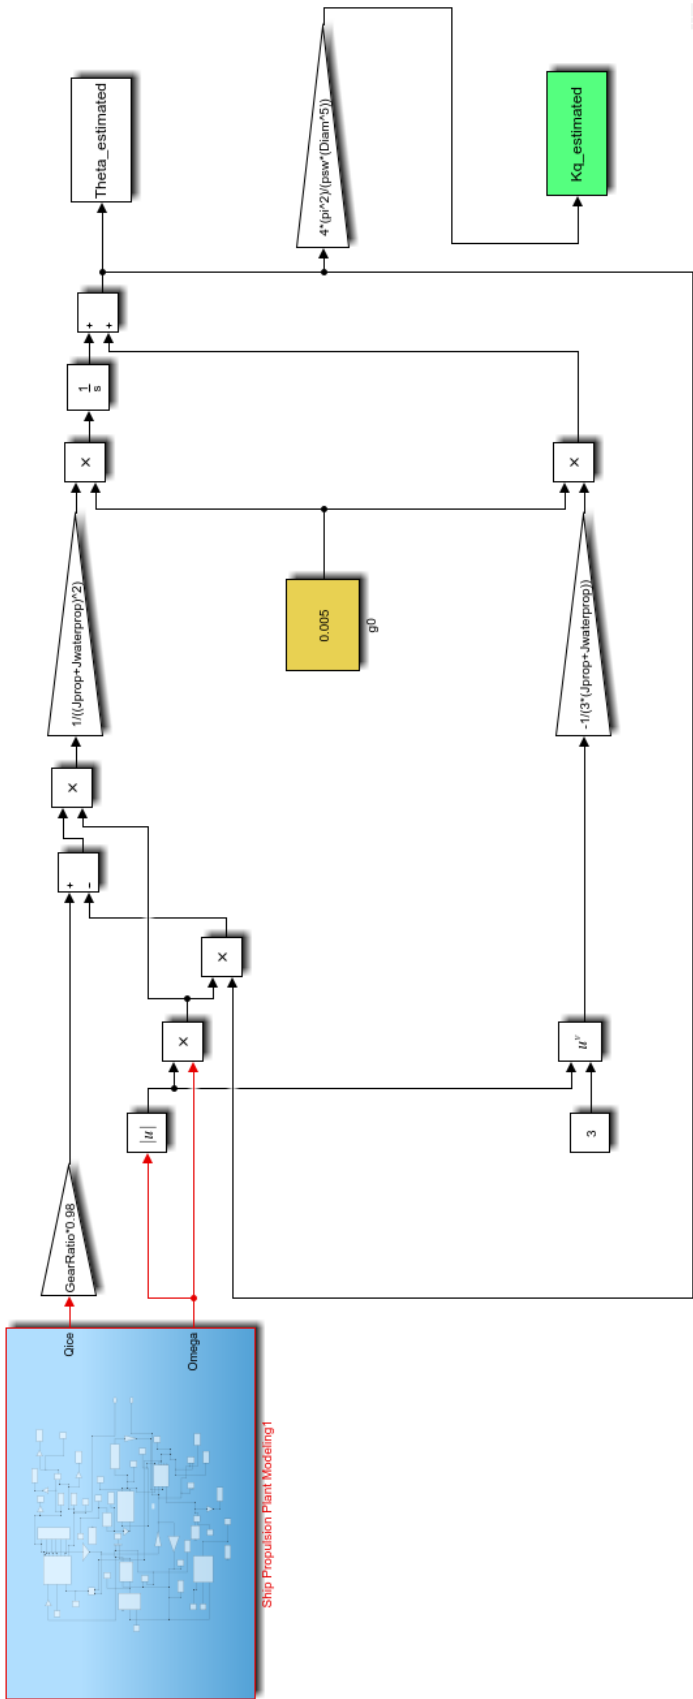 Ship Propulsion Plant Modeling1
Qice
Omega
GearRatio*0.98
|u|
×
×
+
-
×
1/((Jprop+Jwaterprop)^2)
×
1
s
+
+
Theta_estimated
3
u^v
-1/(3*(Jprop+Jwaterprop))
×
0.005
g0
4*(pi^2)/(psw*(Diam^5))
Kq_estimated